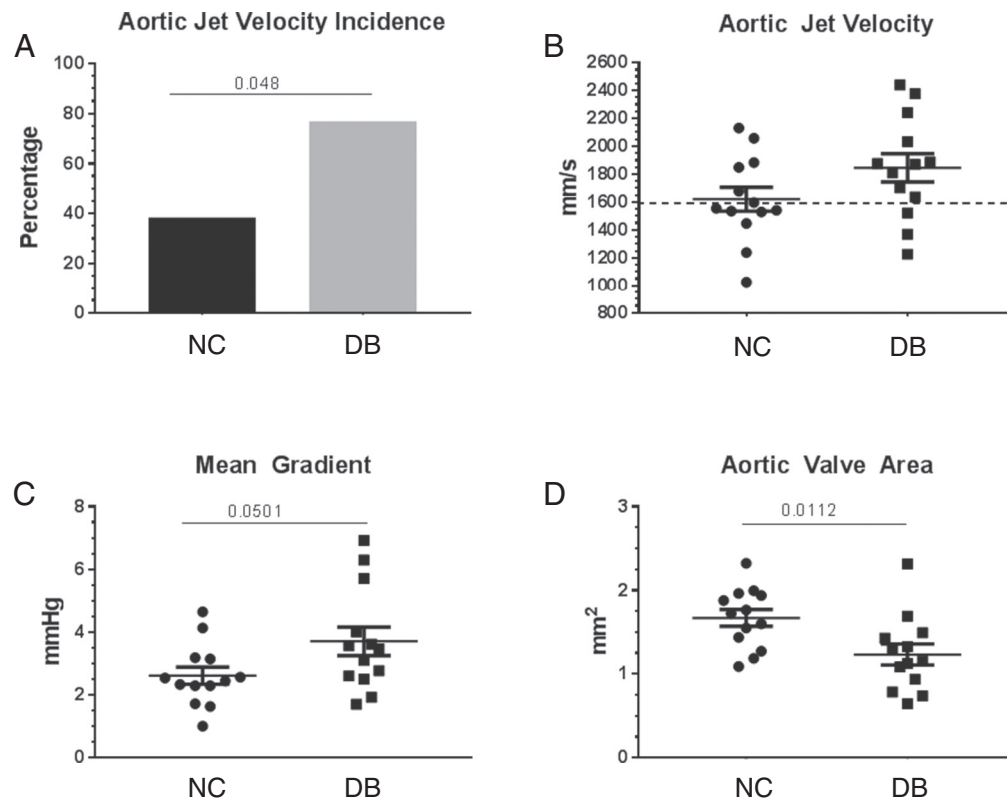 Aortic Jet Velocity Incidence
A
100
80
60
40
20
0
Percentage
0.048
NC
DB
Aortic Jet Velocity
B
2600
2400
2200
2000
1800
1600
1400
1200
1000
800
mm/s
NC
DB
Mean Gradient
C
8
6
4
2
0
mmHg
0.0501
NC
DB
Aortic Valve Area
D
3
2
1
0
mm²
0.0112
NC
DB